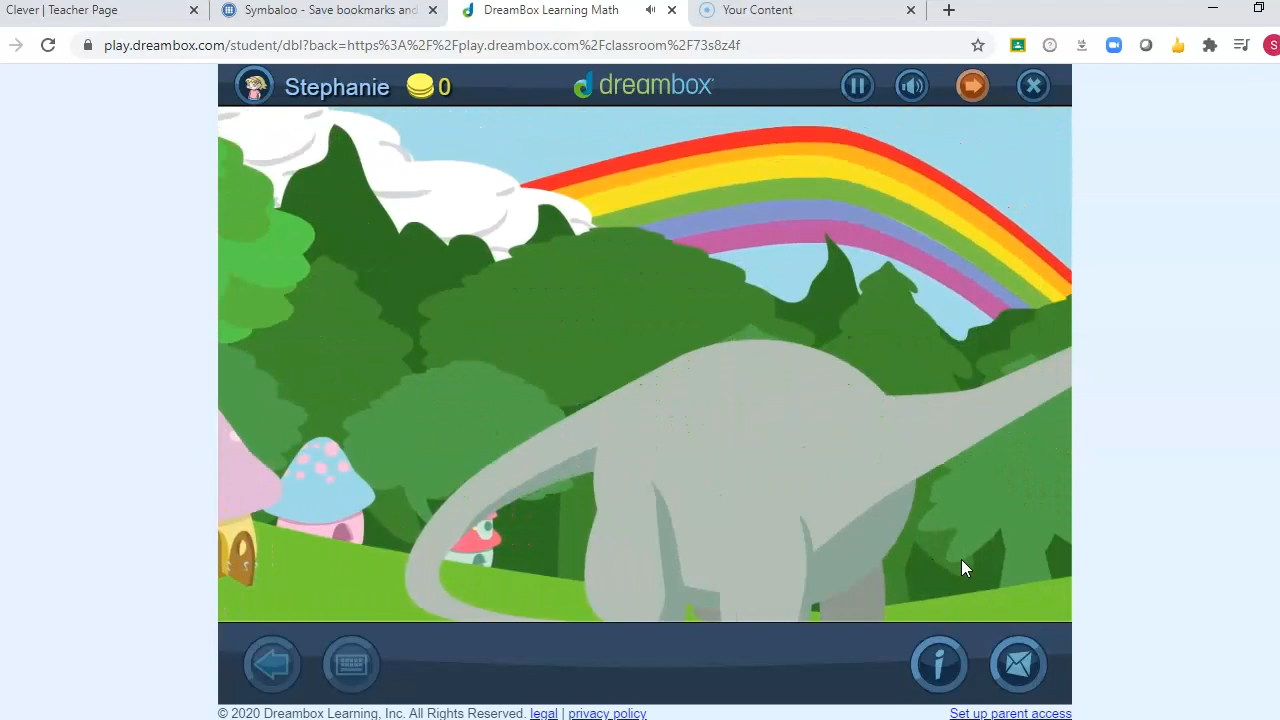 Clever | Teacher Page
Symbaloo - Save bookmarks and
DreamBox Learning Math
Your Content
play.dreambox.com/student/dbl?back=https%3A%2F%2Fplay.dreambox.com%2Fclassroom%2F73s8z4f
S
Stephanie 0 dreambox
i
© 2020 Dreambox Learning, Inc. All Rights Reserved. legal | privacy policy
Set up parent access